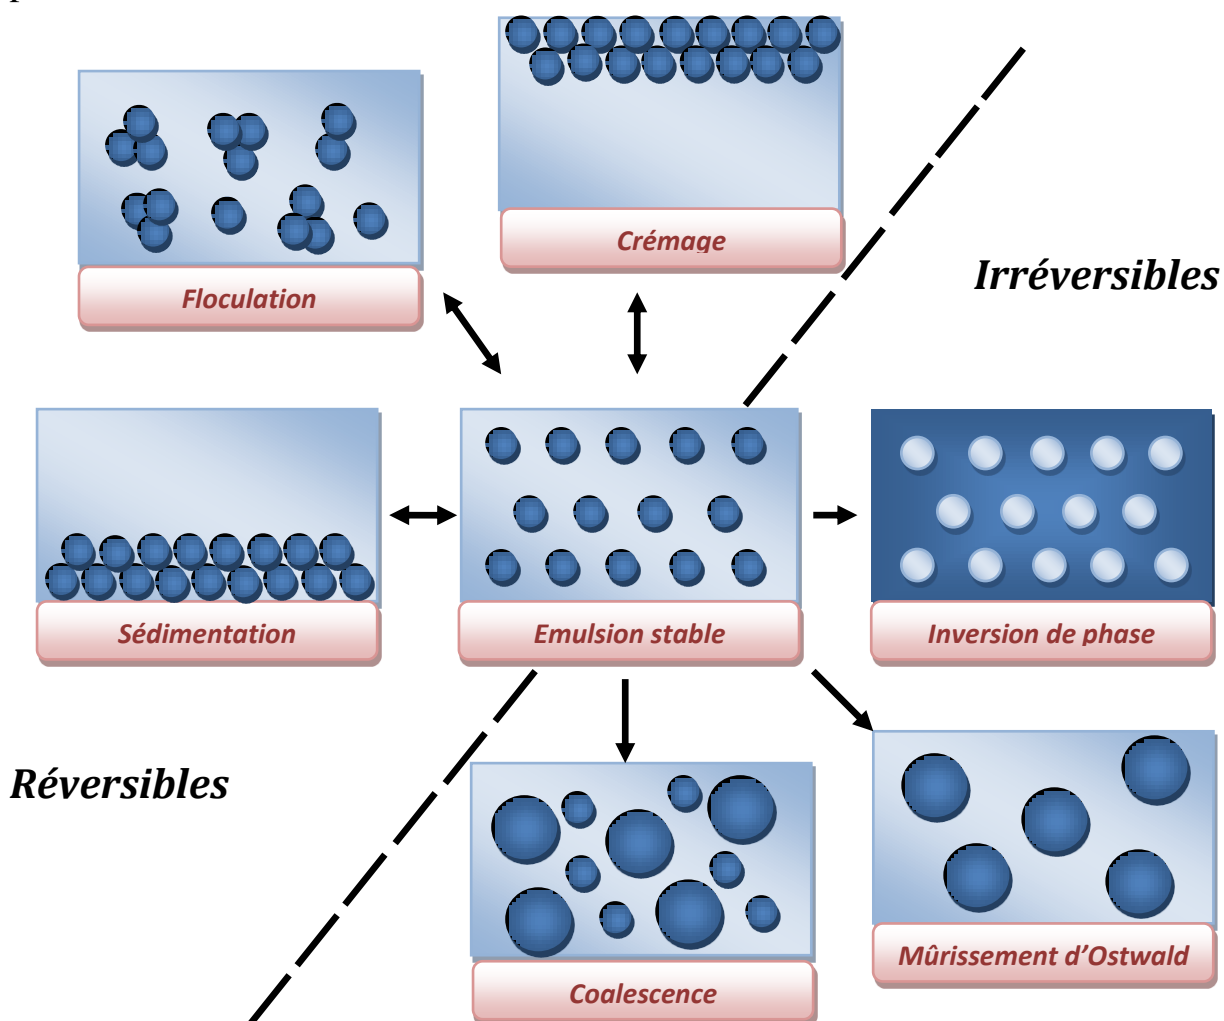 Crémage
Floculation
Irréversibles
Sédimentation
Emulsion stable
Inversion de phase
Réversibles
Mûrissement d’Ostwald
Coalescence